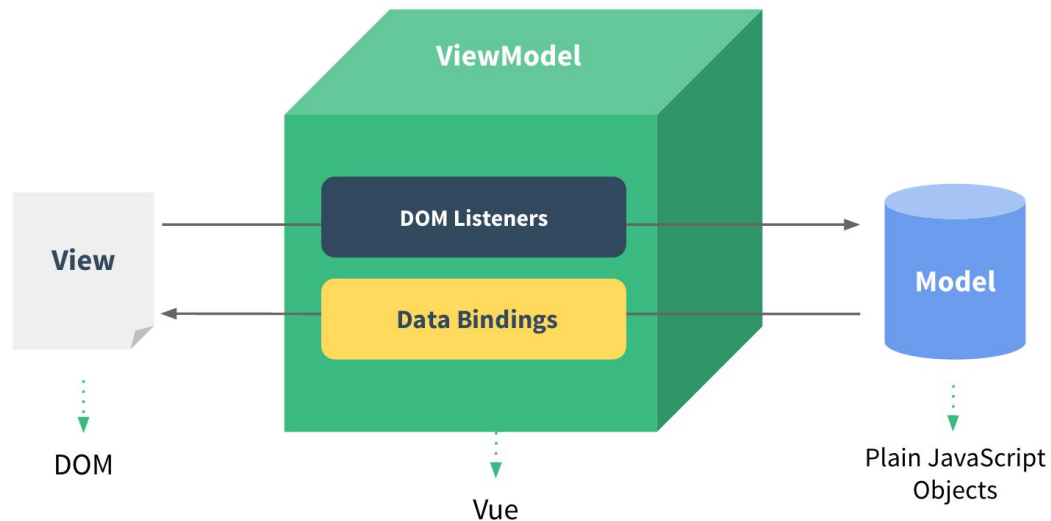 ViewModel
DOM Listeners
View
Data Bindings
Model
DOM
Vue
Plain JavaScript
Objects